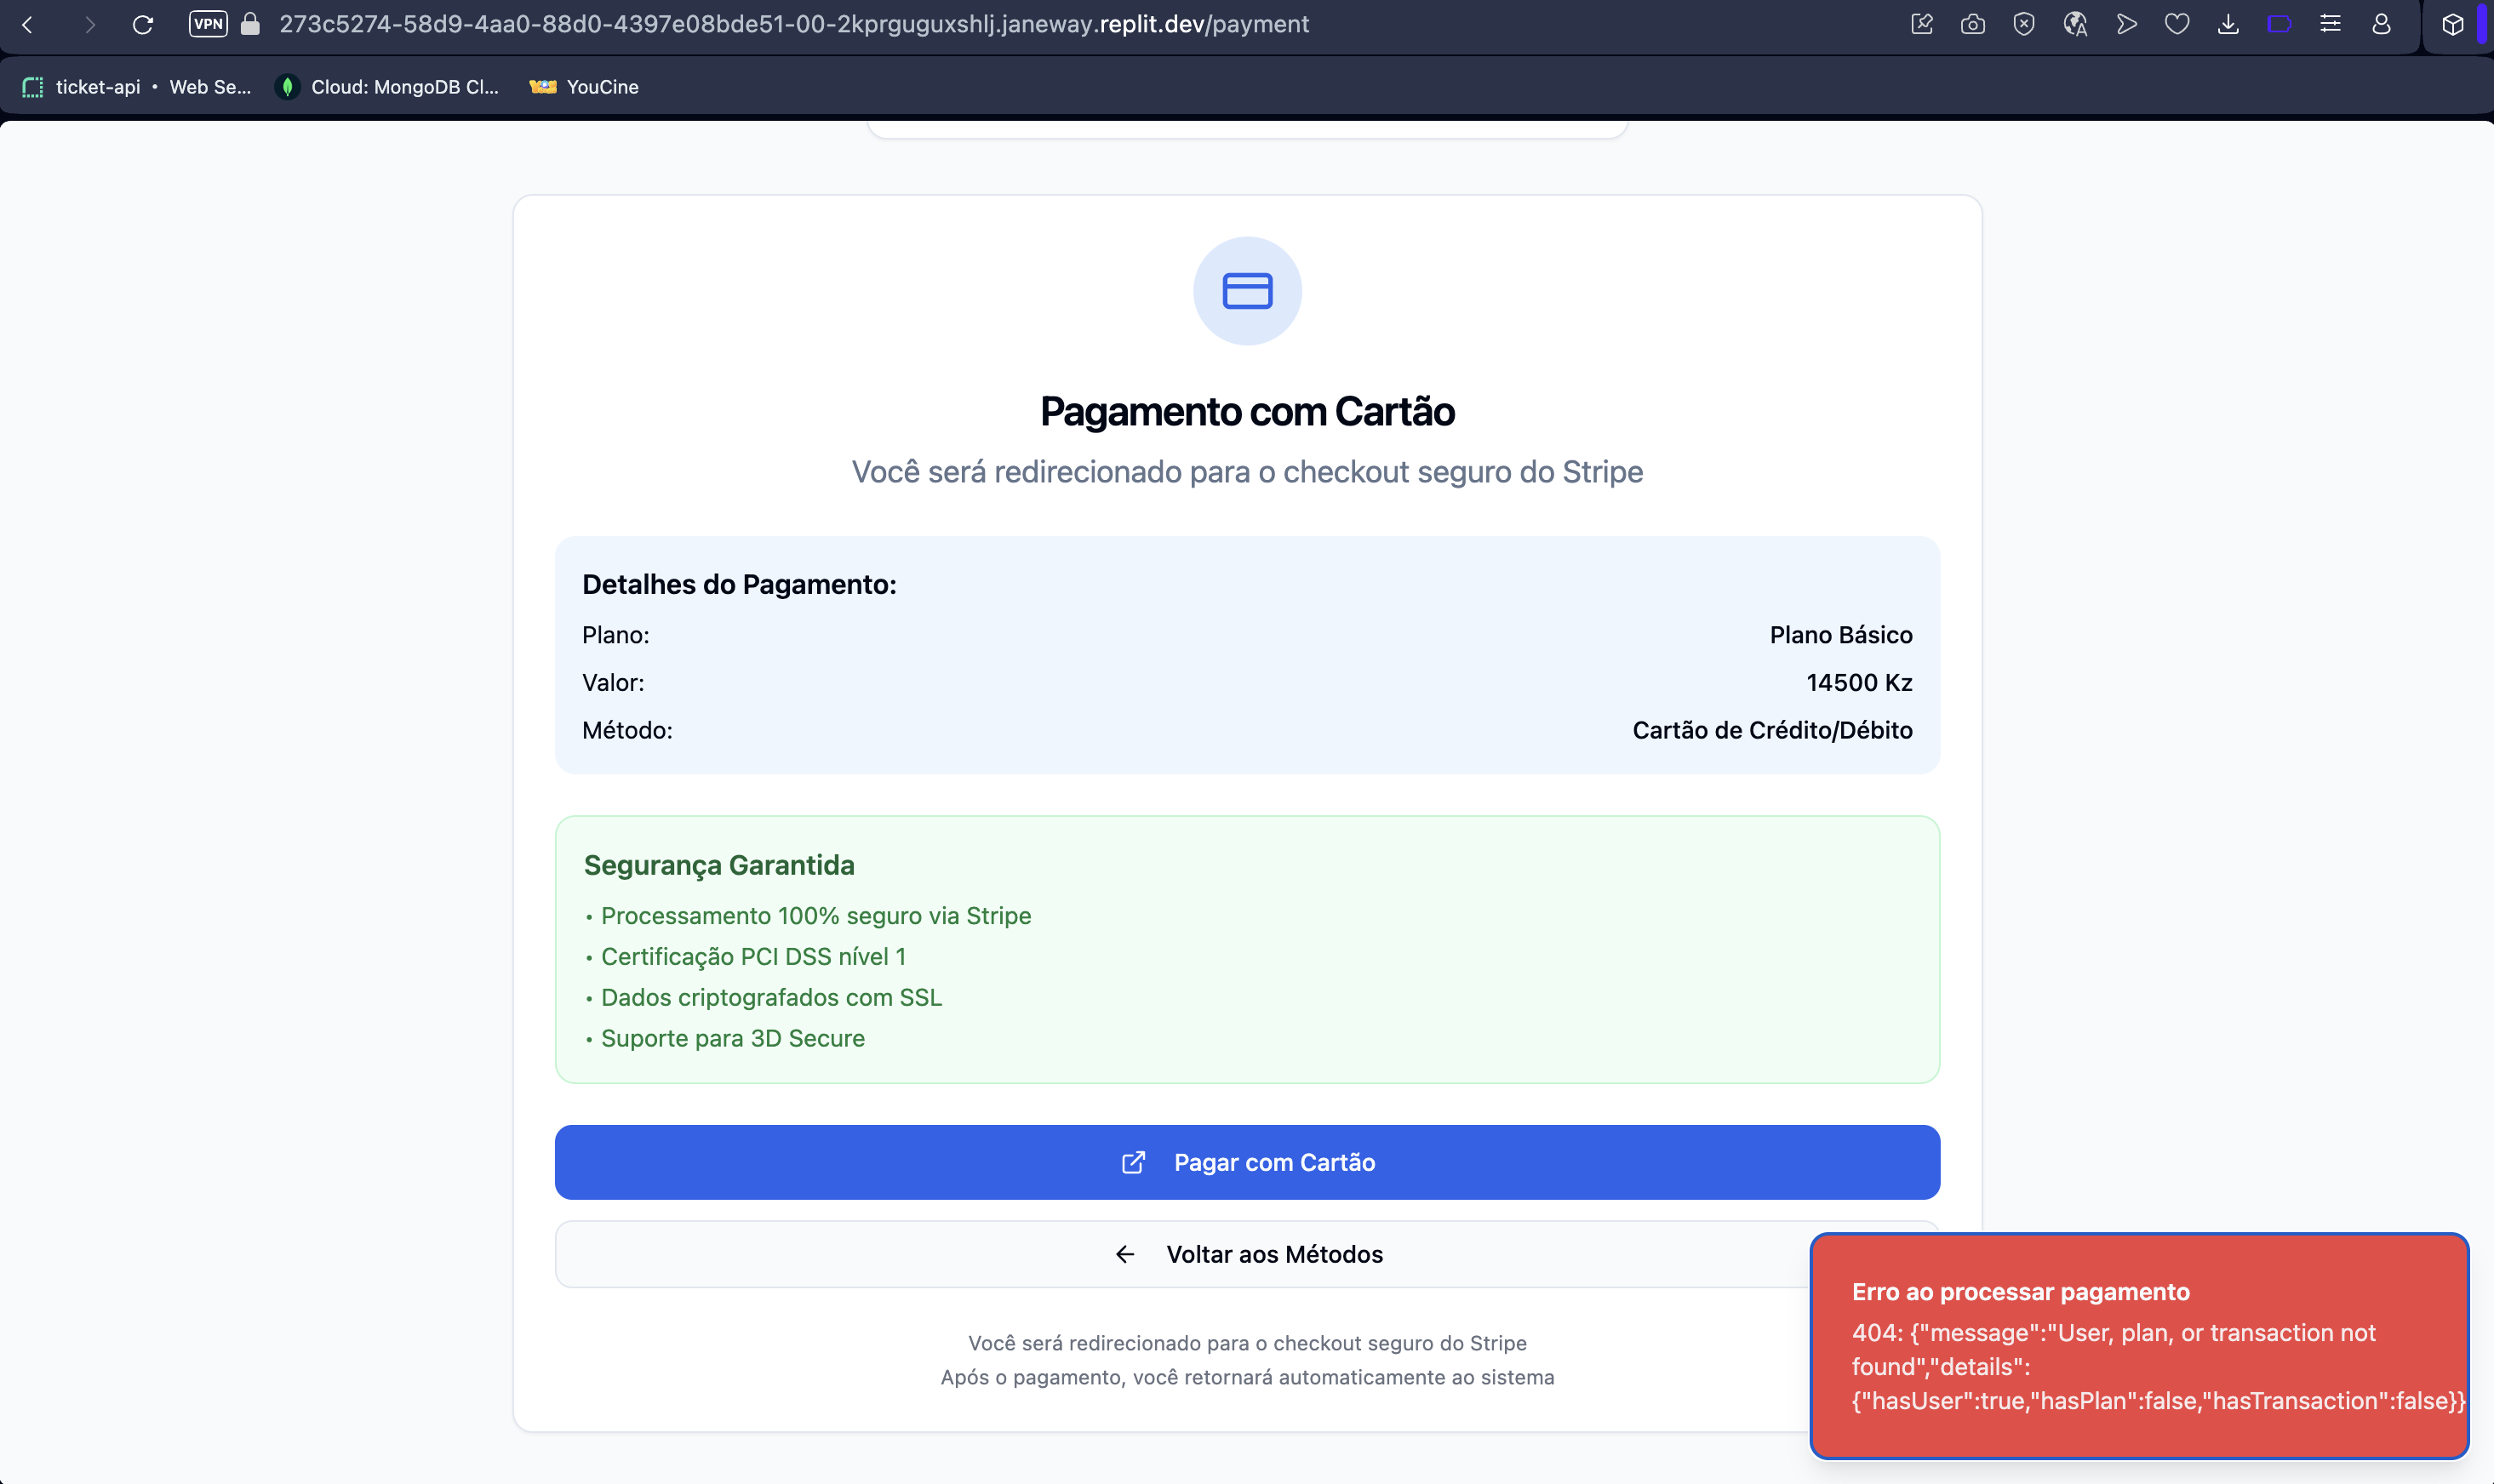 VPN
273c5274-58d9-4aa0-88d0-4397e08bde51-00-2kprguguxshlj.janeway.replit.dev/payment
ticket-api • Web Se...
Cloud: MongoDB Cl...
YouCine
Pagamento com Cartão
Você será redirecionado para o checkout seguro do Stripe
Detalhes do Pagamento:
Plano: Plano Básico
Valor: 14500 Kz
Método: Cartão de Crédito/Débito
Segurança Garantida
• Processamento 100% seguro via Stripe
• Certificação PCI DSS nível 1
• Dados criptografados com SSL
• Suporte para 3D Secure
Pagar com Cartão
Voltar aos Métodos
Você será redirecionado para o checkout seguro do Stripe
Após o pagamento, você retornará automaticamente ao sistema
Erro ao processar pagamento
404: {"message":"User, plan, or transaction not
found","details":
{"hasUser":true,"hasPlan":false,"hasTransaction":false}}